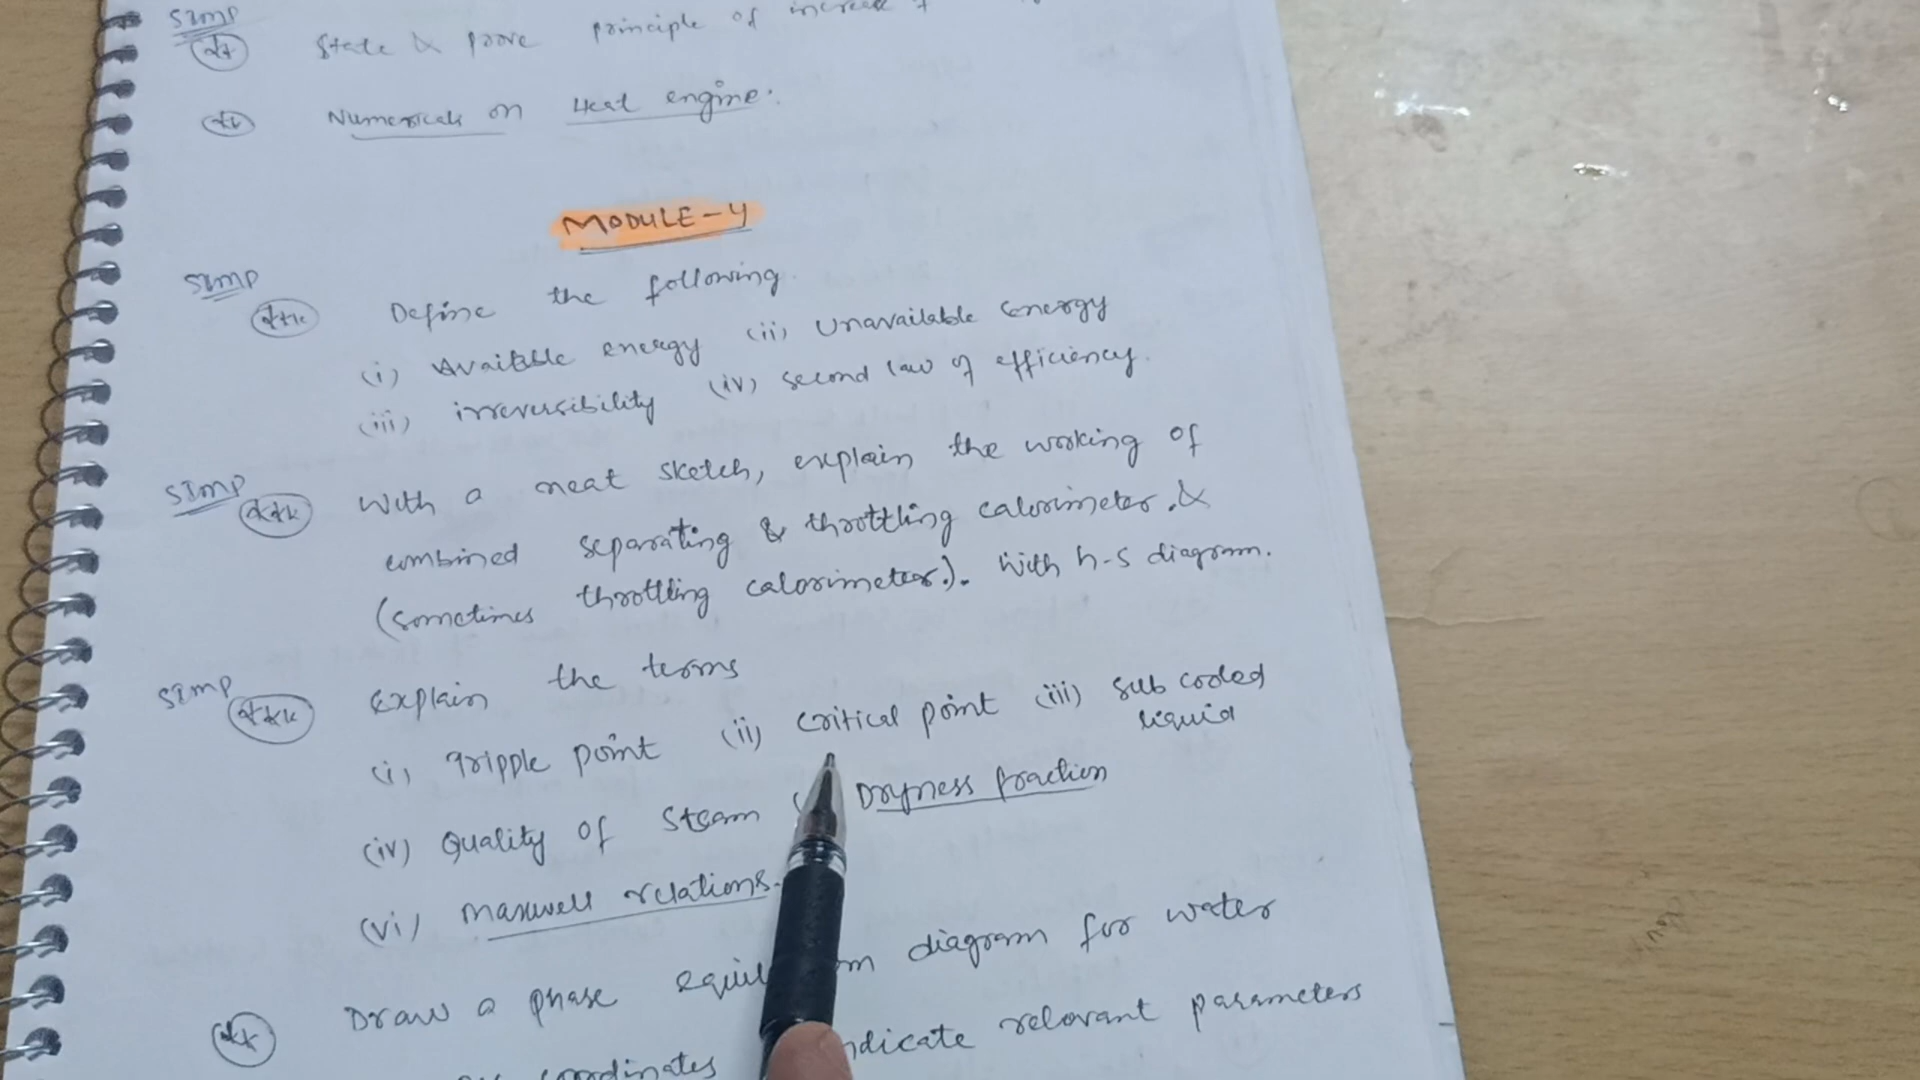 SImp
State & prove principle of increase
Numericals on Heat engine.
MODULE-4
SImp
Define the following.
(i) Availible energy (ii) Unavailable Energy
(iii) irreversibility (iv) second law of efficiency.
SImp
With a neat sketch, explain the working of
combined separating & throttling calorimeter. &
(sometimes throttling calorimeter.). With h-s diagram.
SImp
Explain the terms
(i) Tripple point (ii) critical point (iii) sub cooled
liquid
(iv) Quality of steam Dryness fraction
(vi) Maxwell relations.
Draw a phase diagram for water
relevant parameters